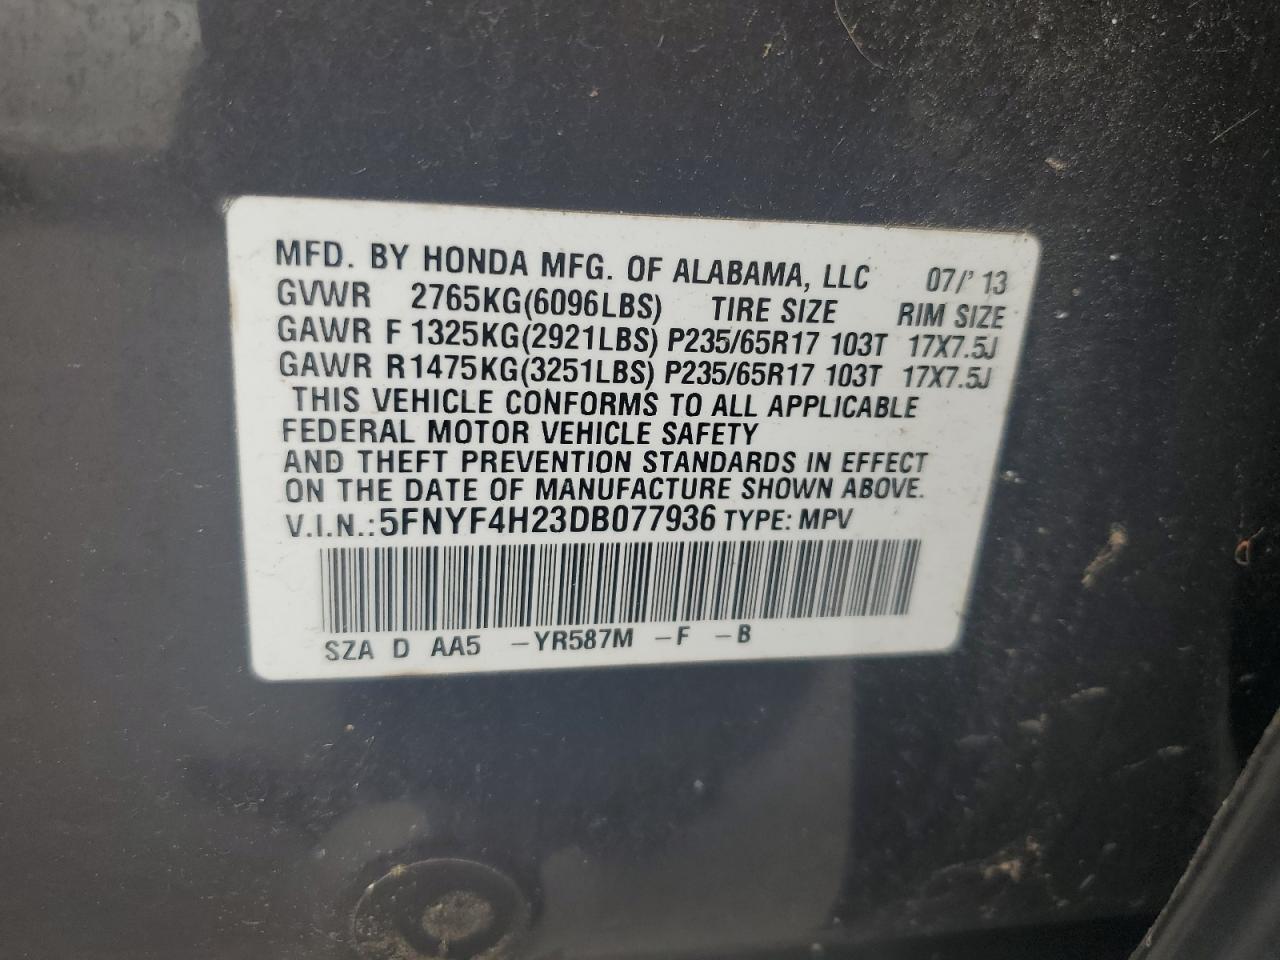 MFD. BY HONDA MFG. OF ALABAMA, LLC 07/' 13
GVWR 2765KG(6096LBS) TIRE SIZE RIM SIZE
GAWR F 1325KG(2921LBS) P235/65R17 103T 17X7.5J
GAWR R 1475KG(3251LBS) P235/65R17 103T 17X7.5J
THIS VEHICLE CONFORMS TO ALL APPLICABLE
FEDERAL MOTOR VEHICLE SAFETY
AND THEFT PREVENTION STANDARDS IN EFFECT
ON THE DATE OF MANUFACTURE SHOWN ABOVE.
V.I.N.: 5FNYF4H23DB077936 TYPE: MPV
SZA D AA5 -YR587M -F -B